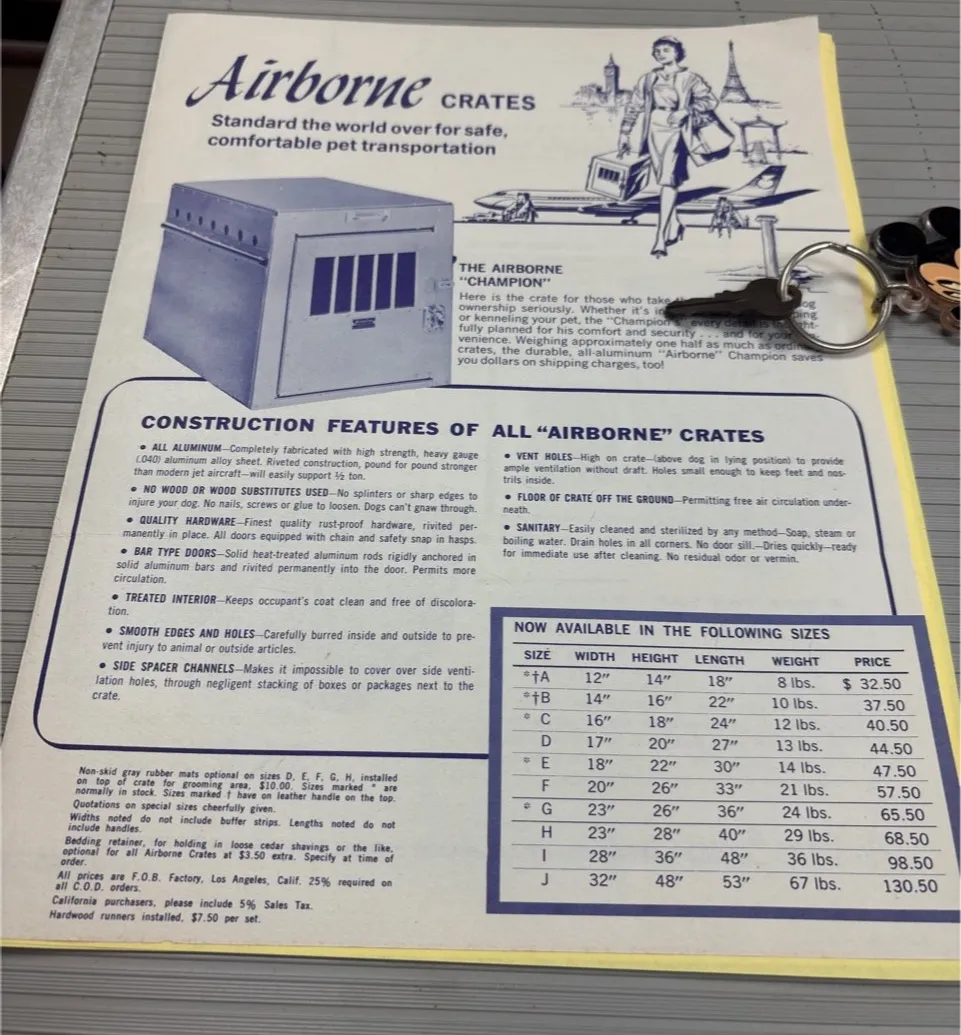 Airborne CRATES
Standard the world over for safe,
comfortable pet transportation
THE AIRBORNE
"CHAMPION"
Here is the crate for those who take
ownership seriously. Whether it's in
or kenneling your pet, the "Champion's" every detail is
fully planned for his comfort and security . . . and for your
venience. Weighing approximately one half as much as
crates, the durable, all-aluminum "Airborne" Champion saves
you dollars on shipping charges, too!
CONSTRUCTION FEATURES OF ALL "AIRBORNE" CRATES
• ALL ALUMINUM—Completely fabricated with high strength, heavy gauge
(.040) aluminum alloy sheet. Riveted construction, pound for pound stronger
than modern jet aircraft—will easily support ½ ton.
• NO WOOD OR WOOD SUBSTITUTES USED—No splinters or sharp edges to
injure your dog. No nails, screws or glue to loosen. Dogs can't gnaw through.
• QUALITY HARDWARE—Finest quality rust-proof hardware, rivited per-
manently in place. All doors equipped with chain and safety snap in hasps.
• BAR TYPE DOORS—Solid heat-treated aluminum rods rigidly anchored in
solid aluminum bars and rivited permanently into the door. Permits more
circulation.
• TREATED INTERIOR—Keeps occupant's coat clean and free of discolora-
tion.
• SMOOTH EDGES AND HOLES—Carefully burred inside and outside to pre-
vent injury to animal or outside articles.
• SIDE SPACER CHANNELS—Makes it impossible to cover over side venti-
lation holes, through negligent stacking of boxes or packages next to the
crate.
• VENT HOLES—High on crate—(above dog in lying position) to provide
ample ventilation without draft. Holes small enough to keep feet and nos-
trils inside.
• FLOOR OF CRATE OFF THE GROUND—Permitting free air circulation under-
neath.
• SANITARY—Easily cleaned and sterilized by any method—Soap, steam or
boiling water. Drain holes in all corners. No door sill.—Dries quickly—ready
for immediate use after cleaning. No residual odor or vermin.
NOW AVAILABLE IN THE FOLLOWING SIZES
SIZE WIDTH HEIGHT LENGTH WEIGHT PRICE
*†A 12" 14" 18" 8 lbs. $ 32.50
*†B 14" 16" 22" 10 lbs. 37.50
* C 16" 18" 24" 12 lbs. 40.50
D 17" 20" 27" 13 lbs. 44.50
* E 18" 22" 30" 14 lbs. 47.50
F 20" 26" 33" 21 lbs. 57.50
* G 23" 26" 36" 24 lbs. 65.50
H 23" 28" 40" 29 lbs. 68.50
I 28" 36" 48" 36 lbs. 98.50
J 32" 48" 53" 67 lbs. 130.50
Non-skid gray rubber mats optional on sizes D, E, F, G, H, installed
on top of crate for grooming area, $10.00. Sizes marked * are
normally in stock. Sizes marked † have on leather handle on the top.
Quotations on special sizes cheerfully given.
Widths noted do not include buffer strips. Lengths noted do not
include handles.
Bedding retainer, for holding in loose cedar shavings or the like,
optional for all Airborne Crates at $3.50 extra. Specify at time of
order.
All prices are F.O.B. Factory, Los Angeles, Calif. 25% required on
all C.O.D. orders.
California purchasers, please include 5% Sales Tax.
Hardwood runners installed, $7.50 per set.